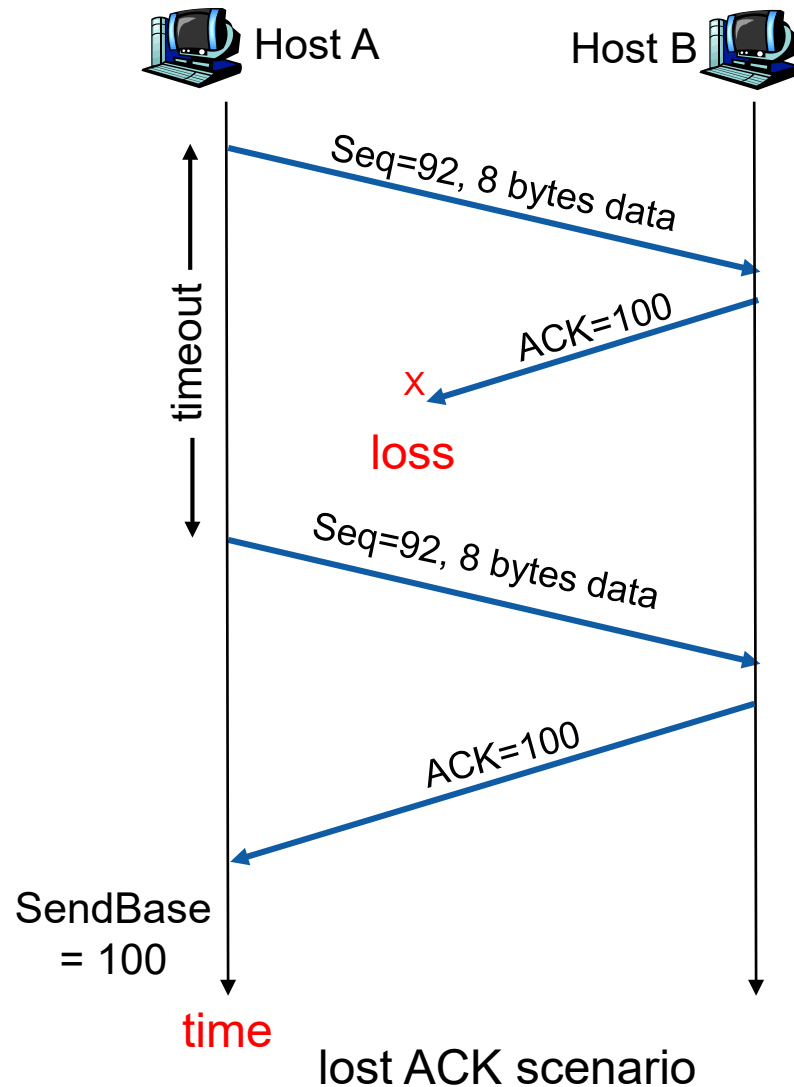 Host A
Host B
Seq=92, 8 bytes data
timeout
ACK=100
X
loss
Seq=92, 8 bytes data
ACK=100
SendBase
= 100
time
lost ACK scenario